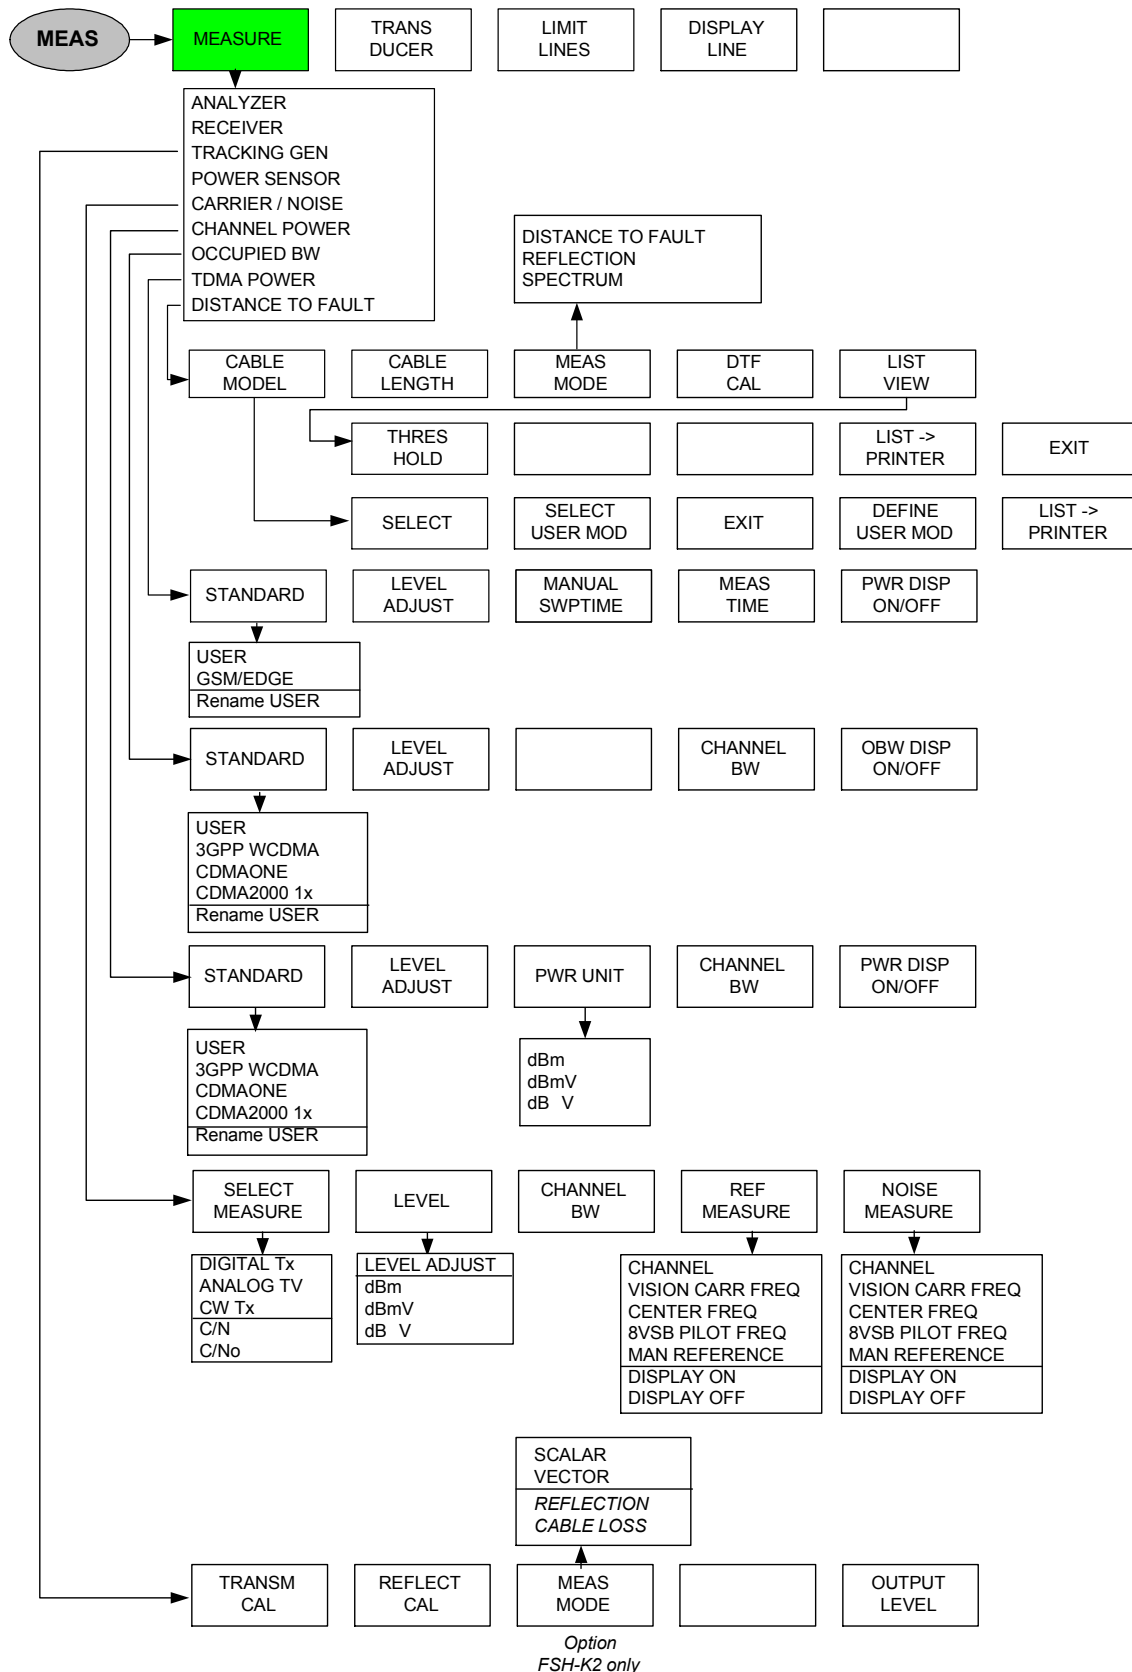 MEAS
MEASURE
TRANS
DUCER
LIMIT
LINES
DISPLAY
LINE
ANALYZER
RECEIVER
TRACKING GEN
POWER SENSOR
CARRIER / NOISE
CHANNEL POWER
OCCUPIED BW
TDMA POWER
DISTANCE TO FAULT
DISTANCE TO FAULT
REFLECTION
SPECTRUM
CABLE
MODEL
CABLE
LENGTH
MEAS
MODE
DTF
CAL
LIST
VIEW
THRES
HOLD
LIST ->
PRINTER
EXIT
SELECT
SELECT
USER MOD
EXIT
DEFINE
USER MOD
LIST ->
PRINTER
STANDARD
LEVEL
ADJUST
MANUAL
SWPTIME
MEAS
TIME
PWR DISP
ON/OFF
USER
GSM/EDGE
Rename USER
STANDARD
LEVEL
ADJUST
CHANNEL
BW
OBW DISP
ON/OFF
USER
3GPP WCDMA
CDMAONE
CDMA2000 1x
Rename USER
STANDARD
LEVEL
ADJUST
PWR UNIT
CHANNEL
BW
PWR DISP
ON/OFF
USER
3GPP WCDMA
CDMAONE
CDMA2000 1x
Rename USER
dBm
dBmV
dB V
SELECT
MEASURE
LEVEL
CHANNEL
BW
REF
MEASURE
NOISE
MEASURE
DIGITAL Tx
ANALOG TV
CW Tx
C/N
C/No
LEVEL ADJUST
dBm
dBmV
dB V
CHANNEL
VISION CARR FREQ
CENTER FREQ
8VSB PILOT FREQ
MAN REFERENCE
DISPLAY ON
DISPLAY OFF
CHANNEL
VISION CARR FREQ
CENTER FREQ
8VSB PILOT FREQ
MAN REFERENCE
DISPLAY ON
DISPLAY OFF
SCALAR
VECTOR
REFLECTION
CABLE LOSS
TRANSM
CAL
REFLECT
CAL
MEAS
MODE
OUTPUT
LEVEL
Option
FSH-K2 only